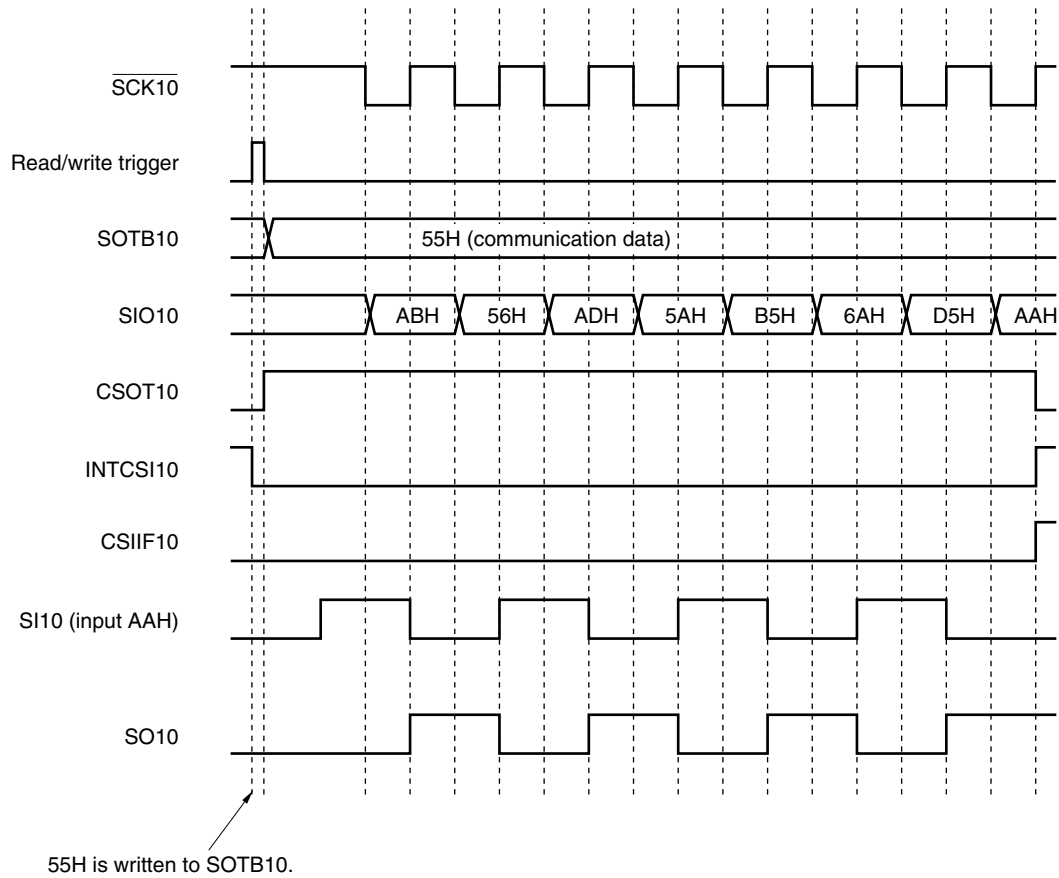 SCK10
Read/write trigger
SOTB10
55H (communication data)
SIO10
ABH 56H ADH 5AH B5H 6AH D5H AAH
CSOT10
INTCSI10
CSIIF10
SI10 (input AAH)
SO10
55H is written to SOTB10.